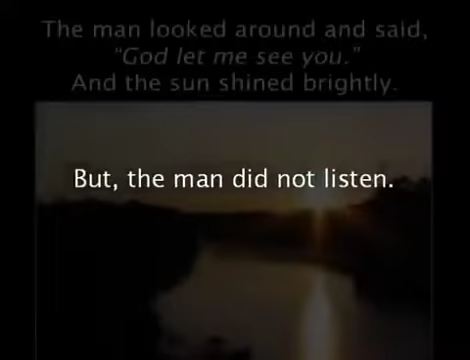 The man looked around and said,
"God let me see you."
And the sun shined brightly.
But, the man did not listen.